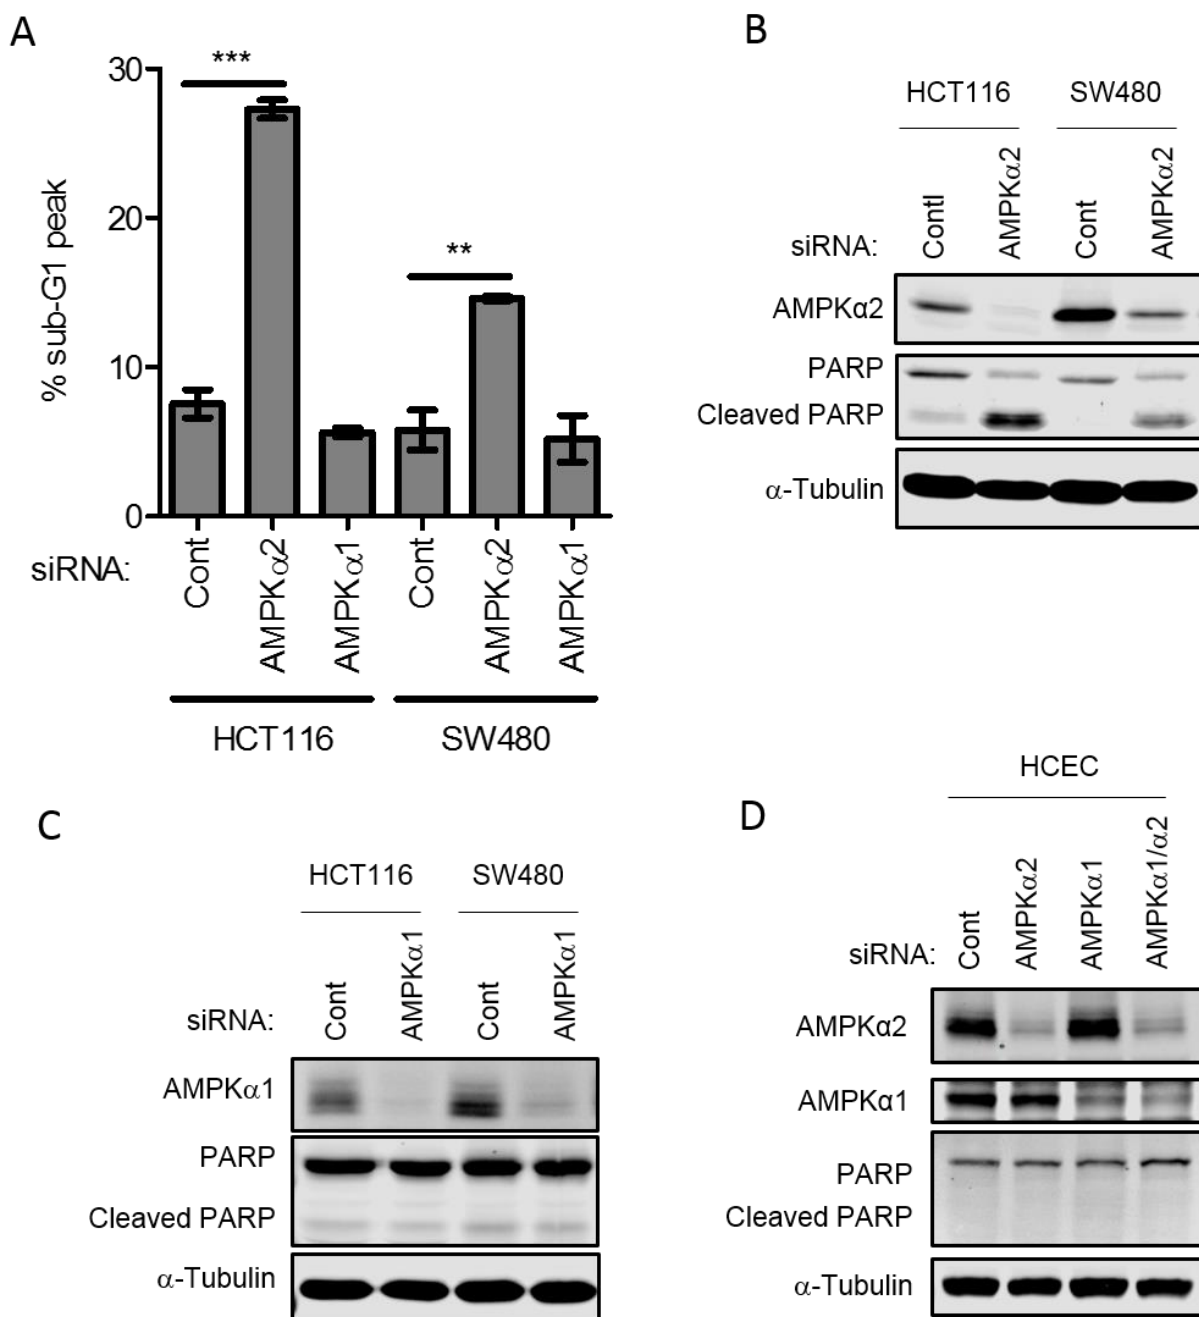 A
30
20
10
0
% sub-G1 peak
***
**
siRNA:
Cont
AMPKα2
AMPKα1
Cont
AMPKα2
AMPKα1
HCT116 SW480
B
HCT116 SW480
siRNA:
Contl
AMPKα2
Cont
AMPKα2
AMPKα2
PARP
Cleaved PARP
α-Tubulin
C
HCT116 SW480
siRNA:
Cont
AMPKα1
Cont
AMPKα1
AMPKα1
PARP
Cleaved PARP
α-Tubulin
D
HCEC
siRNA:
Cont
AMPKα2
AMPKα1
AMPKα1/α2
AMPKα2
AMPKα1
PARP
Cleaved PARP
α-Tubulin